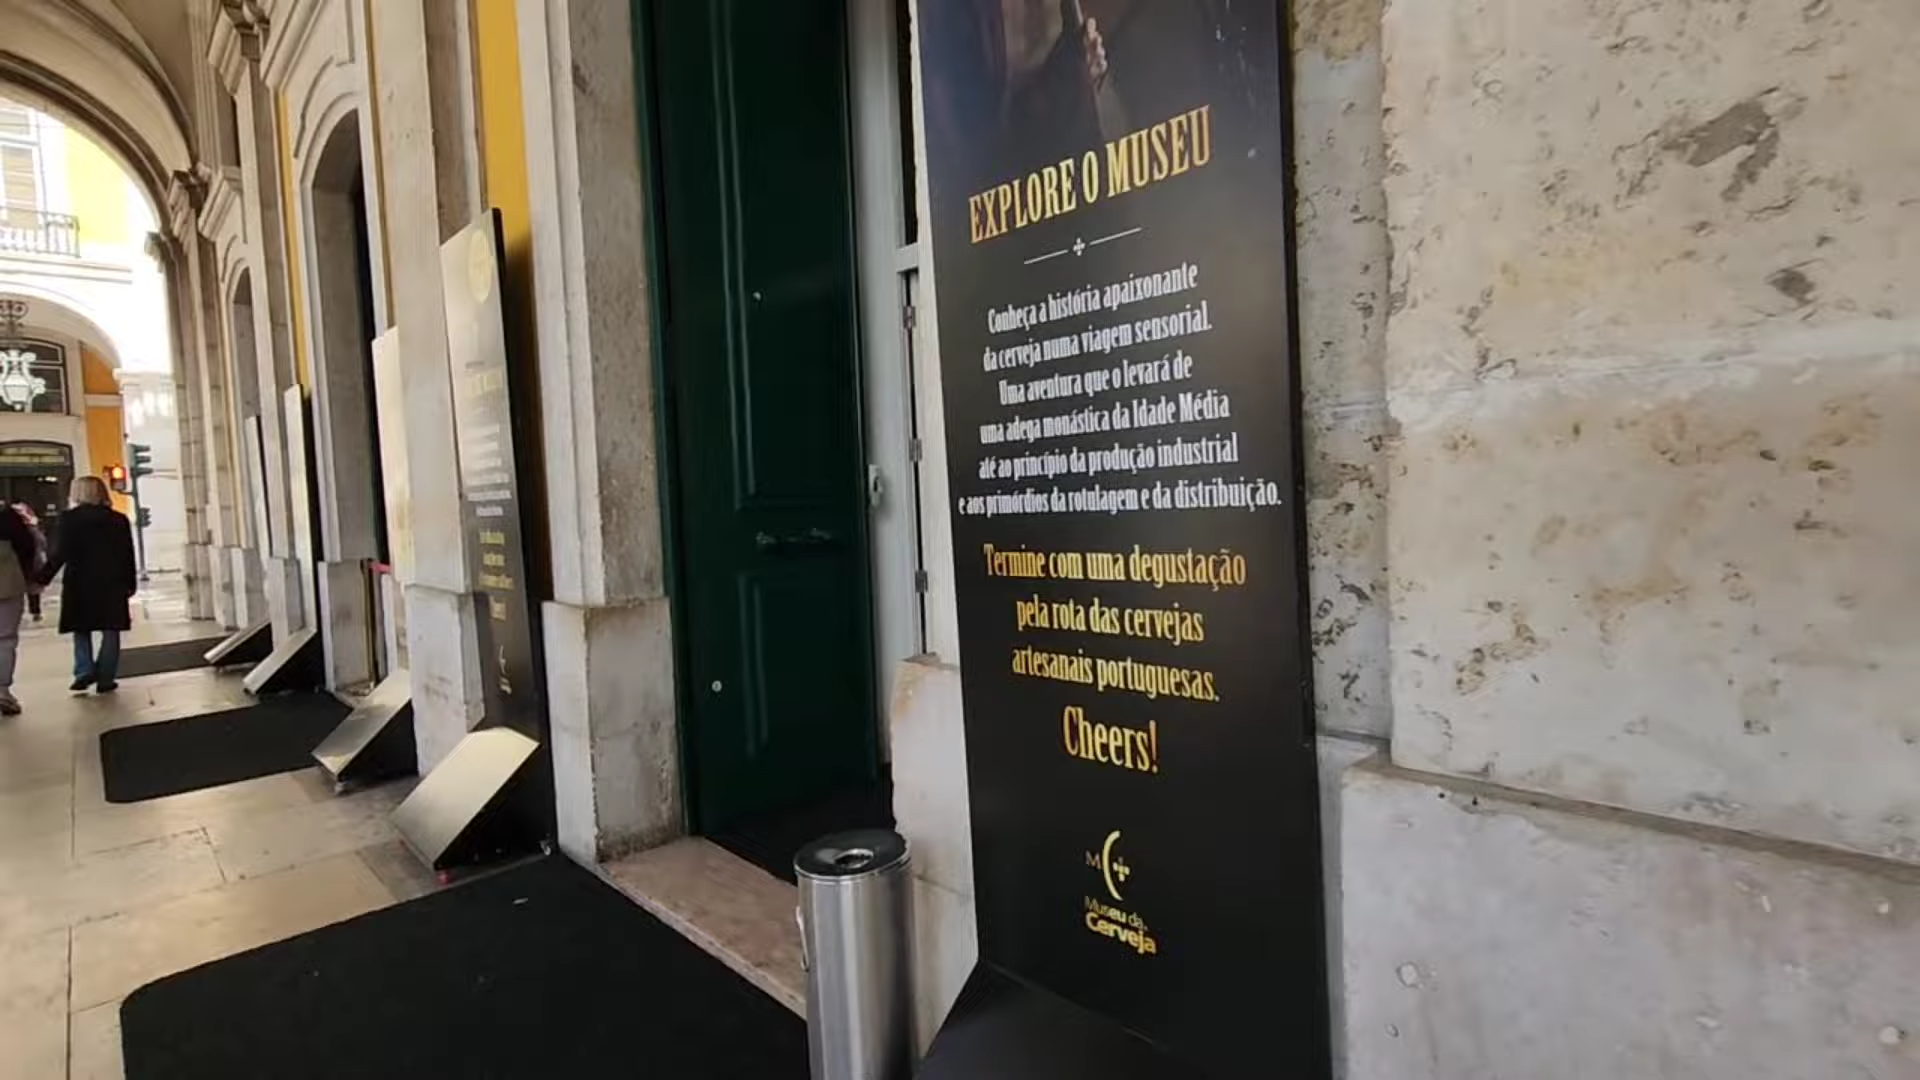 EXPLORE O MUSEU
Conheça a história apaixonante
da cerveja numa viagem sensorial.
Uma aventura que o levará de
uma adega monástica da Idade Média
até ao princípio da produção industrial
e aos primórdios da rotulagem e da distribuição.
Termine com uma degustação
pela rota das cervejas
artesanais portuguesas.
Cheers!
M
Museu da
Cerveja